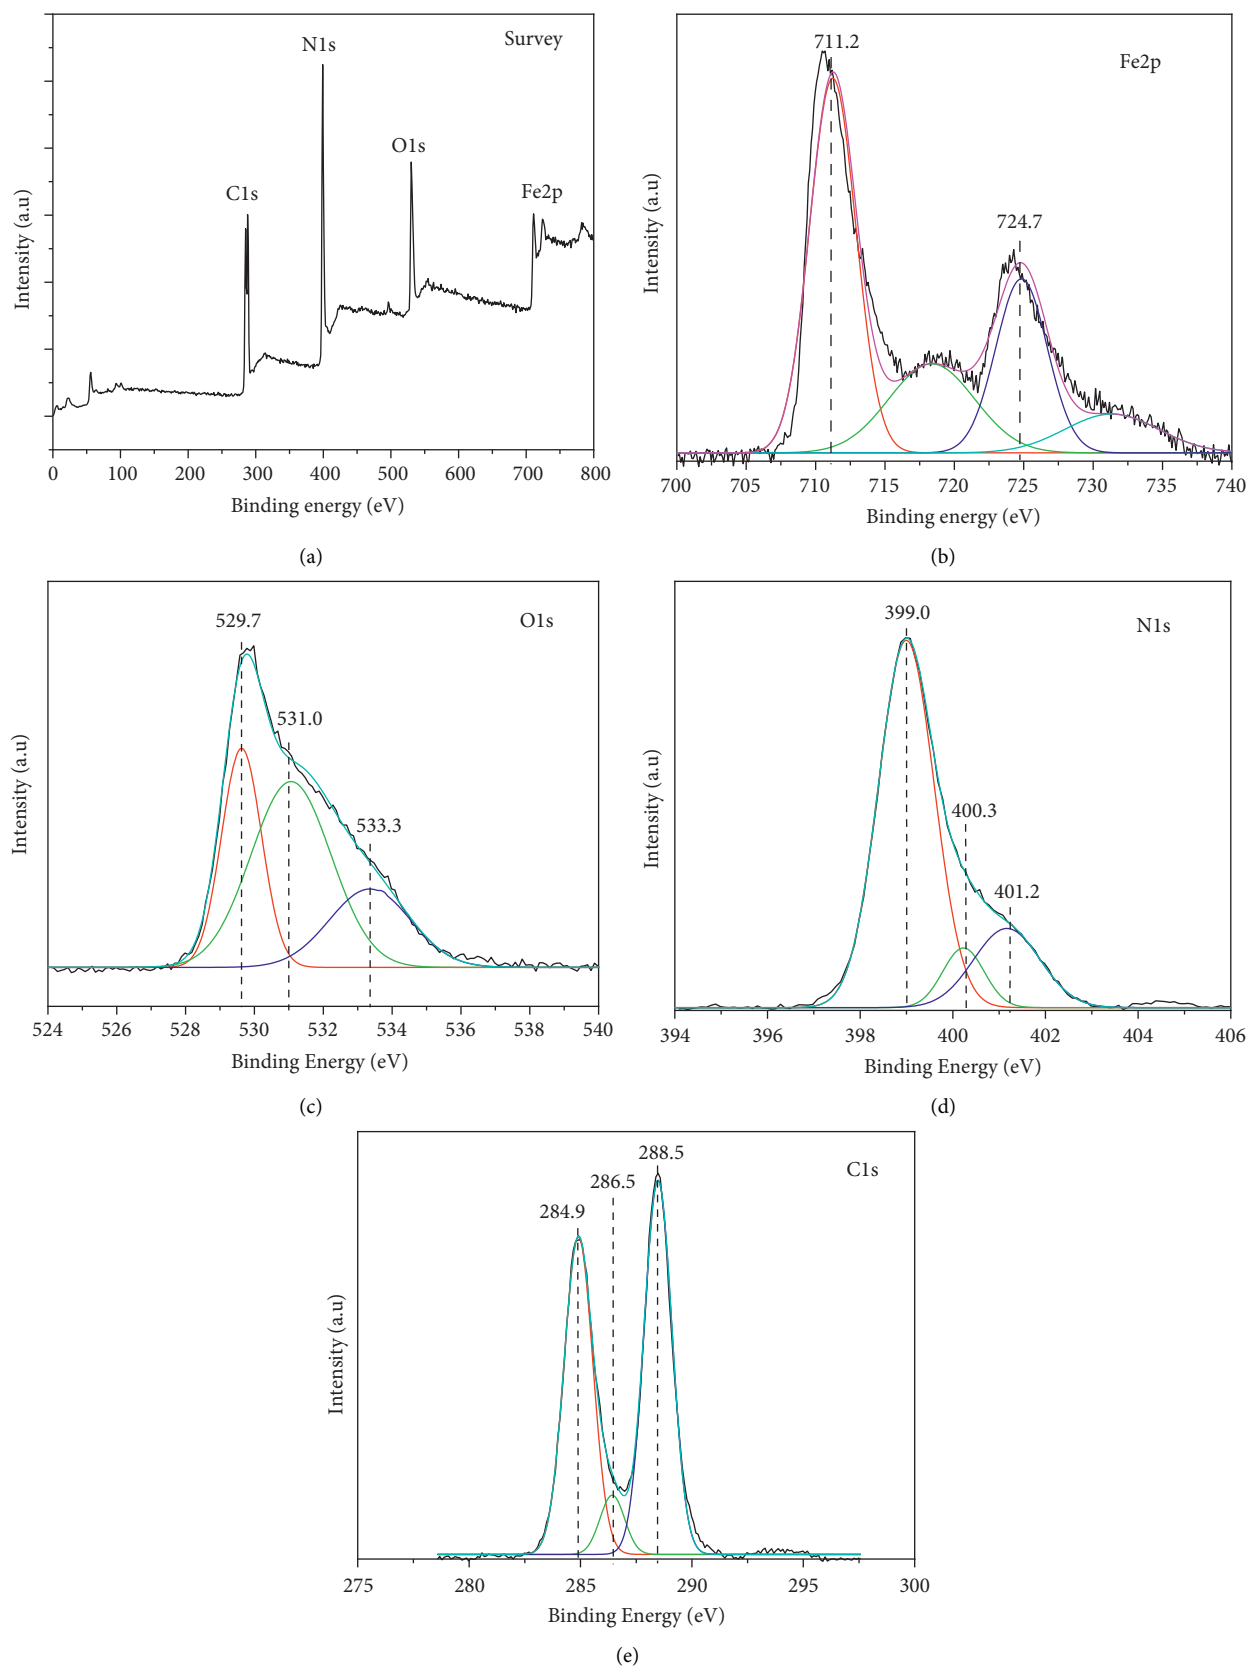 Survey
N1s
O1s
C1s
Fe2p
Intensity (a.u)
0 100 200 300 400 500 600 700 800
Binding energy (eV)
(a)
711.2
Fe2p
724.7
Intensity (a.u)
700 705 710 715 720 725 730 735 740
Binding energy (eV)
(b)
529.7
O1s
531.0
533.3
Intensity (a.u)
524 526 528 530 532 534 536 538 540
Binding Energy (eV)
(c)
399.0
N1s
400.3
401.2
Intensity (a.u)
394 396 398 400 402 404 406
Binding Energy (eV)
(d)
288.5
C1s
286.5
284.9
Intensity (a.u)
275 280 285 290 295 300
Binding Energy (eV)
(e)